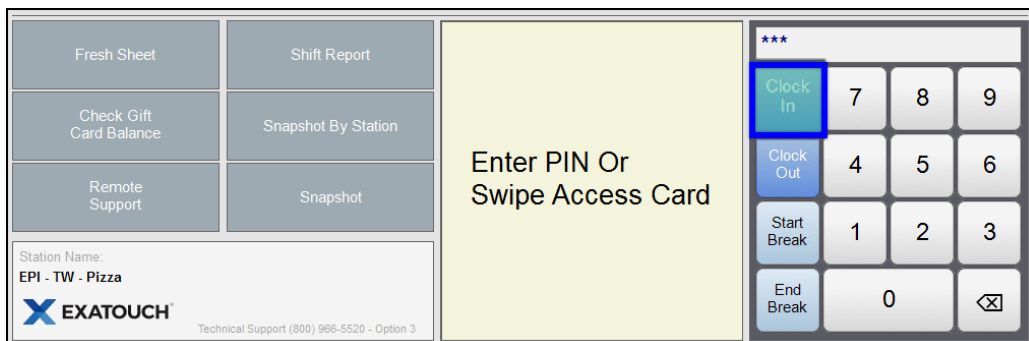 Fresh Sheet
Shift Report
Check Gift
Card Balance
Snapshot By Station
Remote
Support
Snapshot
Station Name:
EPI - TW - Pizza
EXATOUCH®
Technical Support (800) 966-5520 - Option 3
Enter PIN Or
Swipe Access Card
***
Clock
In
7
8
9
Clock
Out
4
5
6
Start
Break
1
2
3
End
Break
0